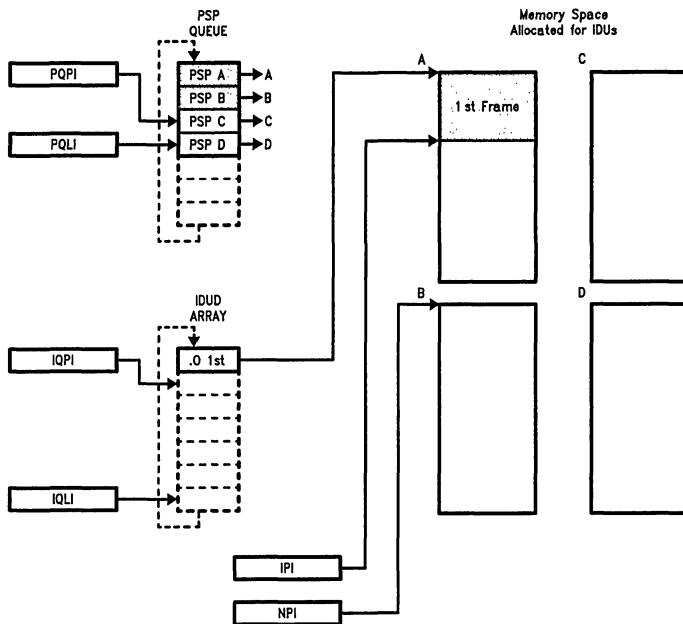 PSP
QUEUE
Memory Space
Allocated for IDUs
PQPI
PSP A
A
PSP B
B
PSP C
C
PQLI
PSP D
D
A
C
1st Frame
IDUD
ARRAY
B
D
IQPI
.0 1st
IQLI
IPI
NPI